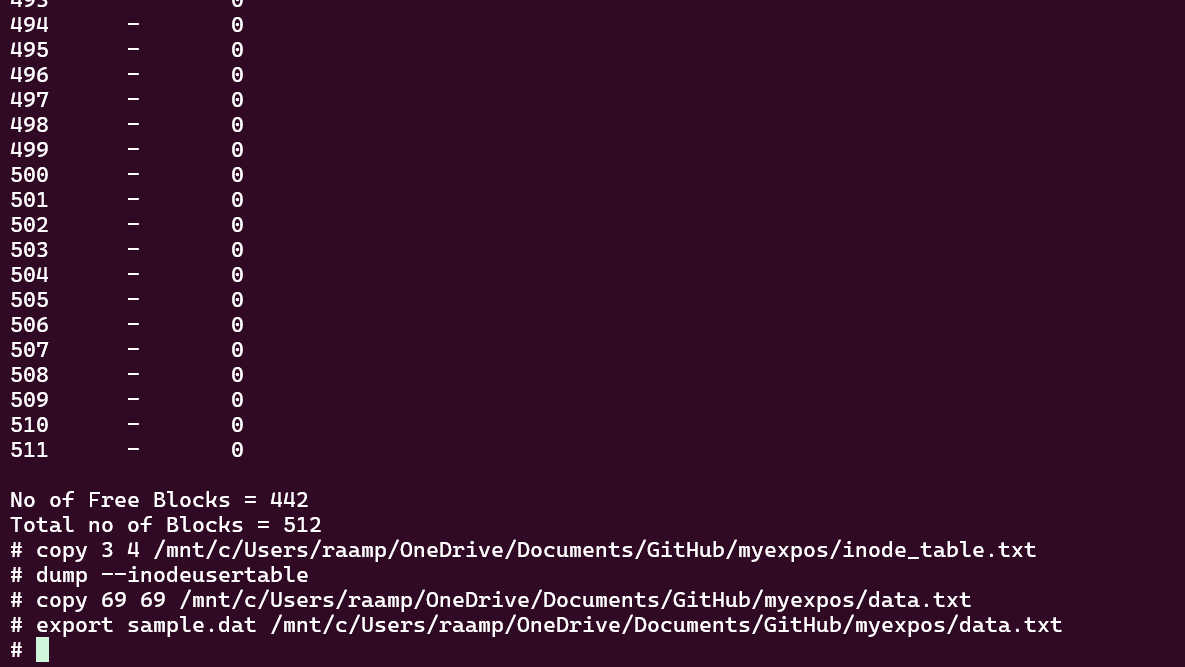 493      -       0
494      -       0
495      -       0
496      -       0
497      -       0
498      -       0
499      -       0
500      -       0
501      -       0
502      -       0
503      -       0
504      -       0
505      -       0
506      -       0
507      -       0
508      -       0
509      -       0
510      -       0
511      -       0
No of Free Blocks = 442
Total no of Blocks = 512
# copy 3 4 /mnt/c/Users/raamp/OneDrive/Documents/GitHub/myexpos/inode_table.txt
# dump --inodeusertable
# copy 69 69 /mnt/c/Users/raamp/OneDrive/Documents/GitHub/myexpos/data.txt
# export sample.dat /mnt/c/Users/raamp/OneDrive/Documents/GitHub/myexpos/data.txt
#